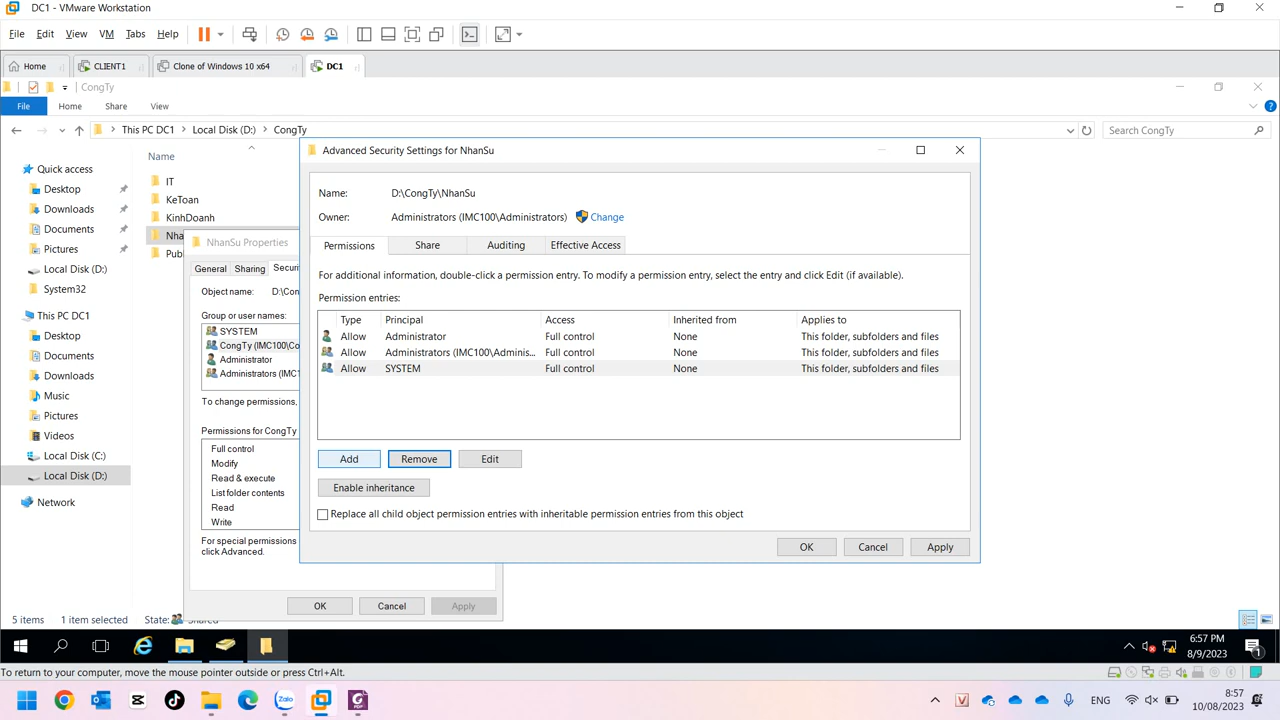 DC1 - VMware Workstation
File Edit View VM Tabs Help
Home CLIENT1 Clone of Windows 10 x64 DC1
CongTy
File Home Share View
This PC DC1 Local Disk (D:) CongTy
Search CongTy
Name
Quick access
Desktop
Downloads
Documents
Pictures
Local Disk (D:)
System32
This PC DC1
Desktop
Documents
Downloads
Music
Pictures
Videos
Local Disk (C:)
Local Disk (D:)
Network
IT
KeToan
KinhDoanh
Nha
Pub
NhanSu Properties
General Sharing Securi
Object name: D:\Con
Group or user names:
SYSTEM
CongTy (IMC100\Co
Administrator
Administrators (IMC1
To change permissions,
Permissions for CongTy
Full control
Modify
Read & execute
List folder contents
Read
Write
For special permissions
click Advanced.
OK Cancel Apply
Advanced Security Settings for NhanSu
Name: D:\CongTy\NhanSu
Owner: Administrators (IMC100\Administrators) Change
Permissions Share Auditing Effective Access
For additional information, double-click a permission entry. To modify a permission entry, select the entry and click Edit (if available).
Permission entries:
Type Principal Access Inherited from Applies to
Allow Administrator Full control None This folder, subfolders and files
Allow Administrators (IMC100\Adminis... Full control None This folder, subfolders and files
Allow SYSTEM Full control None This folder, subfolders and files
Add Remove Edit
Enable inheritance
Replace all child object permission entries with inheritable permission entries from this object
OK Cancel Apply
5 items 1 item selected State: Shared
6:57 PM
8/9/2023
1
To return to your computer, move the mouse pointer outside or press Ctrl+Alt.
Zalo
PDF
ENG
8:57
10/08/2023